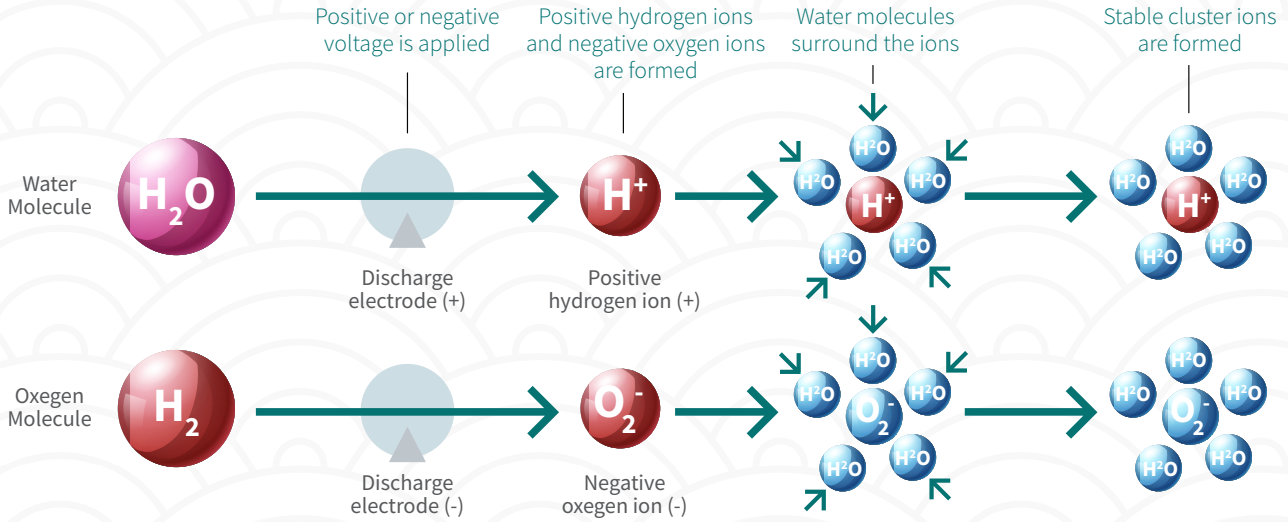 Positive or negative
voltage is applied
Positive hydrogen ions
and negative oxygen ions
are formed
Water molecules
surround the ions
Stable cluster ions
are formed
Water
Molecule
H₂O
Discharge
electrode (+)
H⁺
Positive
hydrogen ion (+)
H²O
H²O
H²O
H⁺
H²O
H²O
H²O
H²O
H²O
H⁺
H²O
H²O
Oxygen
Molecule
H₂
Discharge
electrode (-)
O₂⁻
Negative
oxygen ion (-)
H²O
H²O
H²O
O₂⁻
H²O
H²O
H²O
H²O
H²O
O₂⁻
H²O
H²O